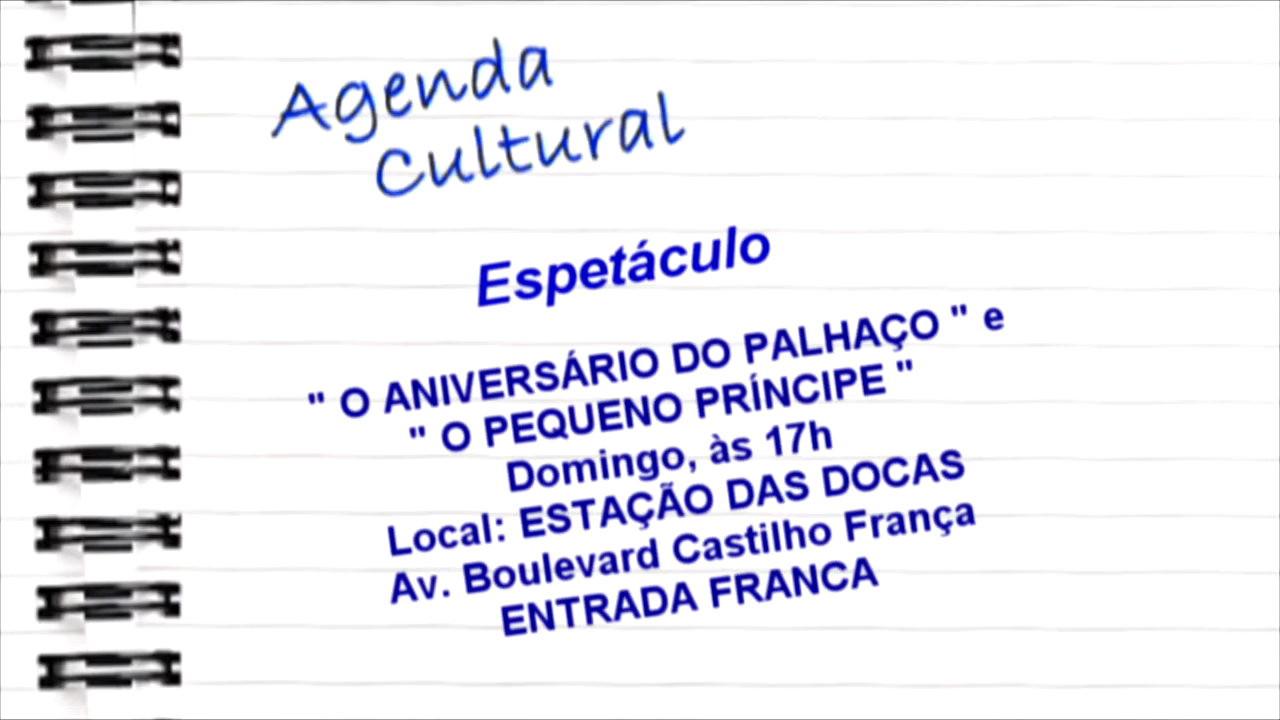 Agenda
Cultural
Espetáculo
" O ANIVERSÁRIO DO PALHAÇO " e
" O PEQUENO PRÍNCIPE "
Domingo, às 17h
Local: ESTAÇÃO DAS DOCAS
Av. Boulevard Castilho França
ENTRADA FRANCA